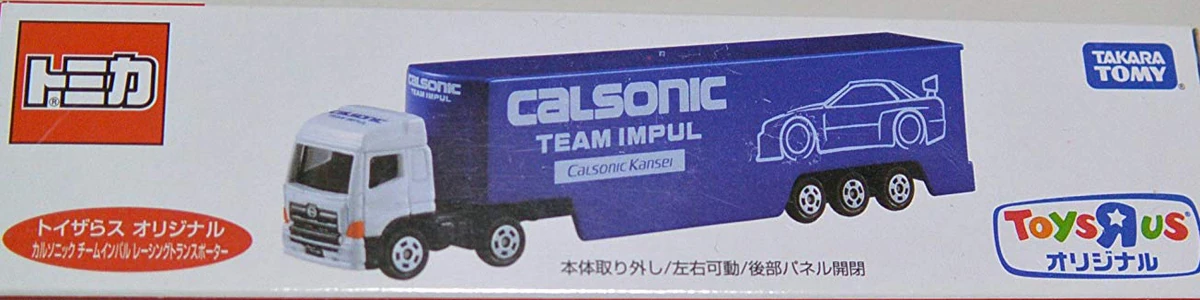 トミカ®
CALSONIC
TEAM IMPUL
CALSONIC
CALSONIC
TEAM IMPUL
Calsonic Kansei
TAKARA
TOMY®
トイザらス オリジナル
カルソニック チームインパル レーシングトランスポーター
本体取り外し/左右可動/後部パネル開閉
ToysЯUs
オリジナル